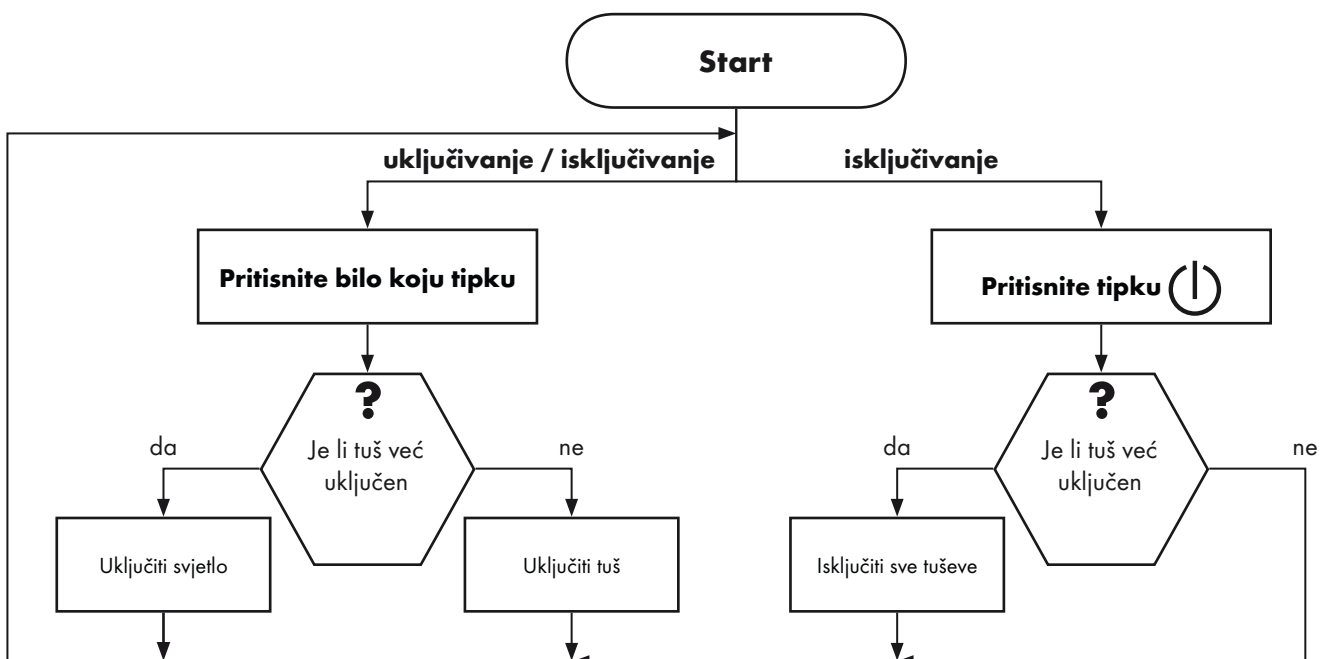 Start
uključivanje / isključivanje
isključivanje
Pritisnite bilo koju tipku
Pritisnite tipku
?
Je li tuš već
uključen
da
ne
?
Je li tuš već
uključen
da
ne
Uključiti svjetlo
Uključiti tuš
Isključiti sve tuševe